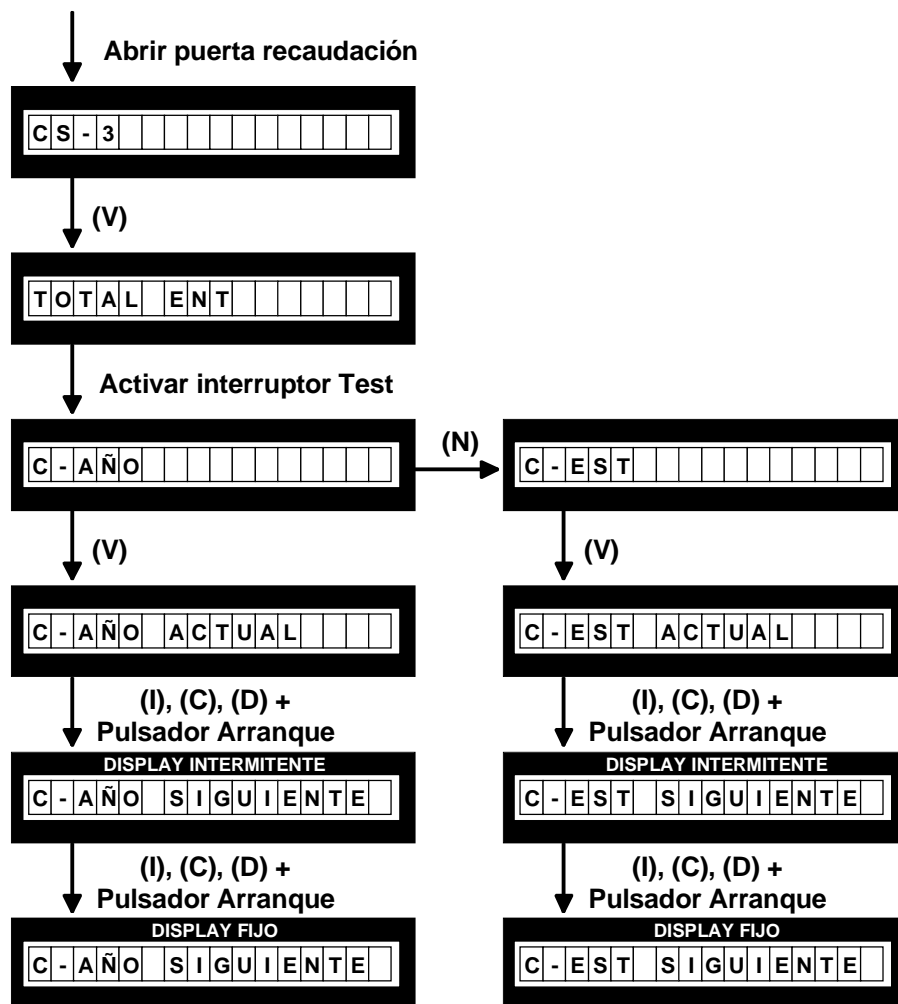 Abrir puerta recaudación
CS-3
(V)
TOTAL ENT
Activar interruptor Test
C-AÑO
(N)
C-EST
(V)
(V)
C-AÑO ACTUAL
C-EST ACTUAL
(I), (C), (D) +
Pulsador Arranque
(I), (C), (D) +
Pulsador Arranque
DISPLAY INTERMITENTE
C-AÑO SIGUIENTE
DISPLAY INTERMITENTE
C-EST SIGUIENTE
(I), (C), (D) +
Pulsador Arranque
(I), (C), (D) +
Pulsador Arranque
DISPLAY FIJO
C-AÑO SIGUIENTE
DISPLAY FIJO
C-EST SIGUIENTE